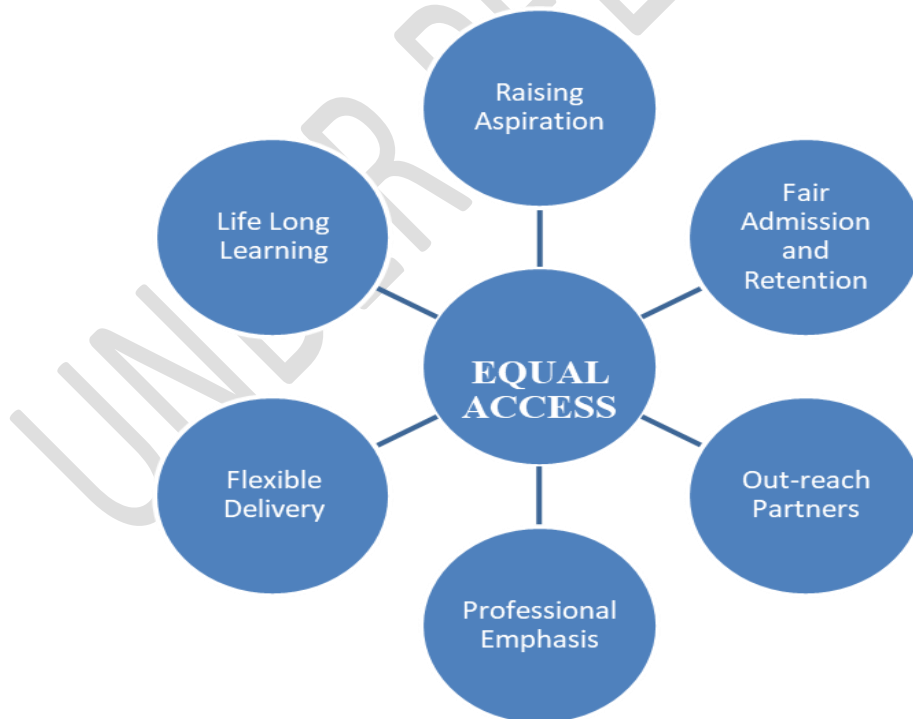 Raising
Aspiration
Fair
Admission
and
Retention
Out-reach
Partners
Professional
Emphasis
Flexible
Delivery
Life Long
Learning
EQUAL
ACCESS